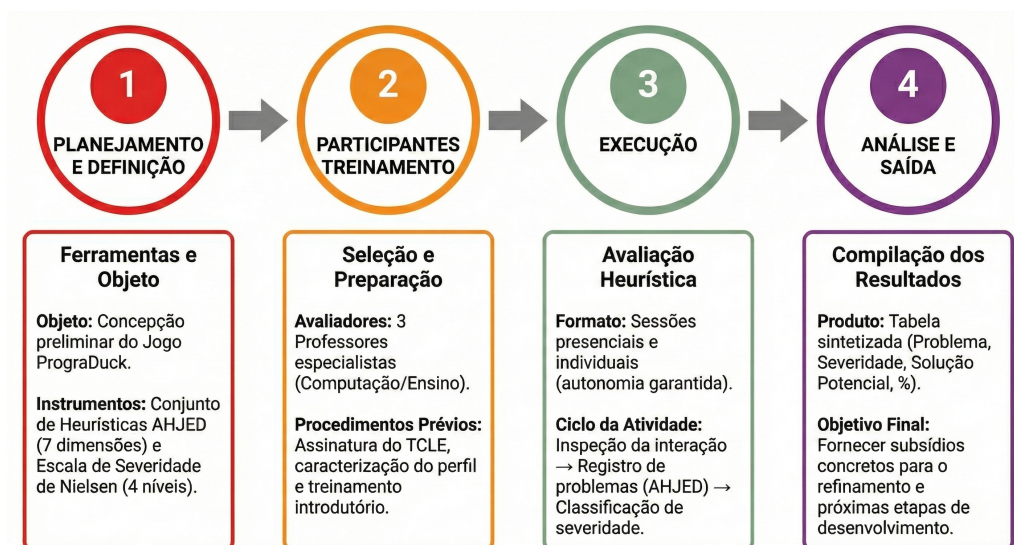 1
PLANEJAMENTO
E DEFINIÇÃO
2
PARTICIPANTES
TREINAMENTO
3
EXECUÇÃO
4
ANÁLISE E
SAÍDA
Ferramentas e
Objeto
Objeto: Concepção
preliminar do Jogo
PrograDuck.
Instrumentos: Conjunto
de Heurísticas AHJED
(7 dimensões) e
Escala de Severidade
de Nielsen (4 níveis).
Seleção e
Preparação
Avaliadores: 3
Professores
especialistas
(Computação/Ensino).
Procedimentos Prévios:
Assinatura do TCLE,
caracterização do perfil
e treinamento
introdutório.
Avaliação
Heurística
Formato: Sessões
presenciais e
individuais
(autonomia garantida).
Ciclo da Atividade:
Inspeção da interação
→ Registro de
problemas (AHJED) →
Classificação de
severidade.
Compilação dos
Resultados
Produto: Tabela
sintetizada (Problema,
Severidade, Solução
Potencial, %).
Objetivo Final:
Fornecer subsídios
concretos para o
refinamento e
próximas etapas de
desenvolvimento.